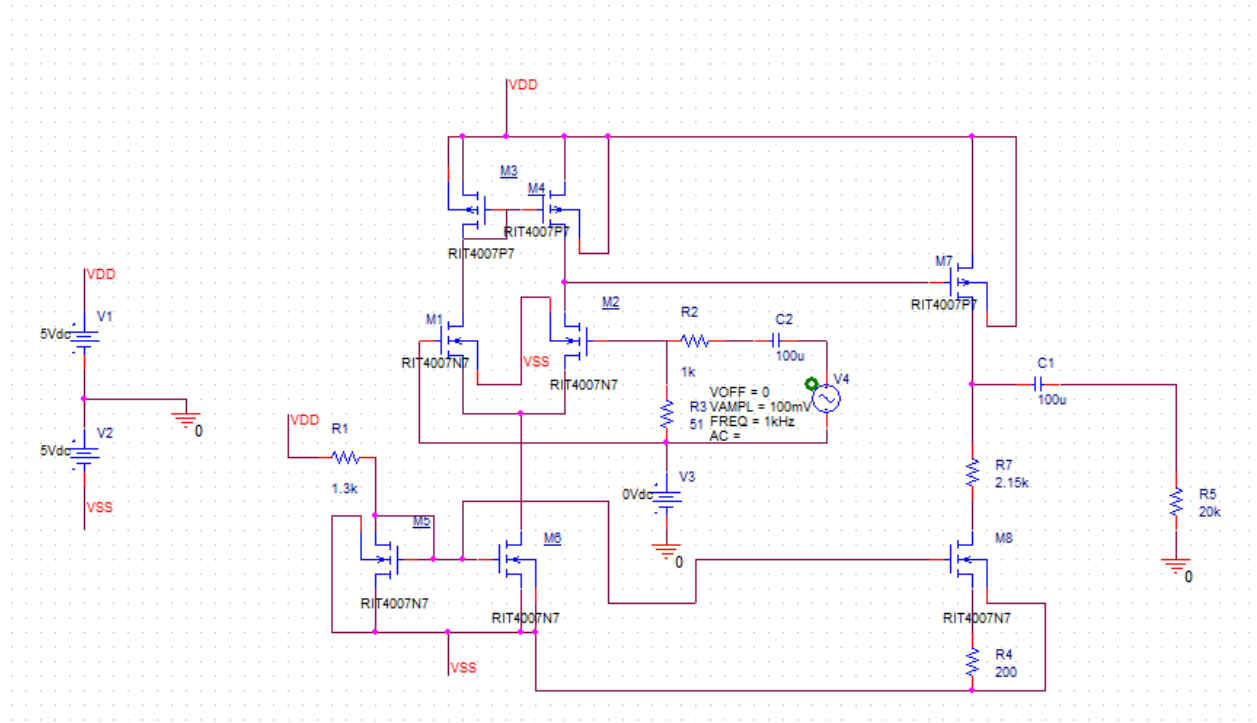 VDD
M3
M4
RIT4007P7
RIT4007P7
M7
RIT4007P7
VDD
V1
5Vdc
M1
RIT4007N7
VSS
M2
RIT4007N7
R2
1k
C2
100u
V4
VOFF = 0
VAMPL = 100mV
FREQ = 1kHz
AC =
R3
51
C1
100u
0
V2
5Vdc
VSS
VDD
R1
1.3k
V3
0Vdc
0
R7
2.15k
R5
20k
0
M5
RIT4007N7
M6
RIT4007N7
M8
RIT4007N7
VSS
R4
200